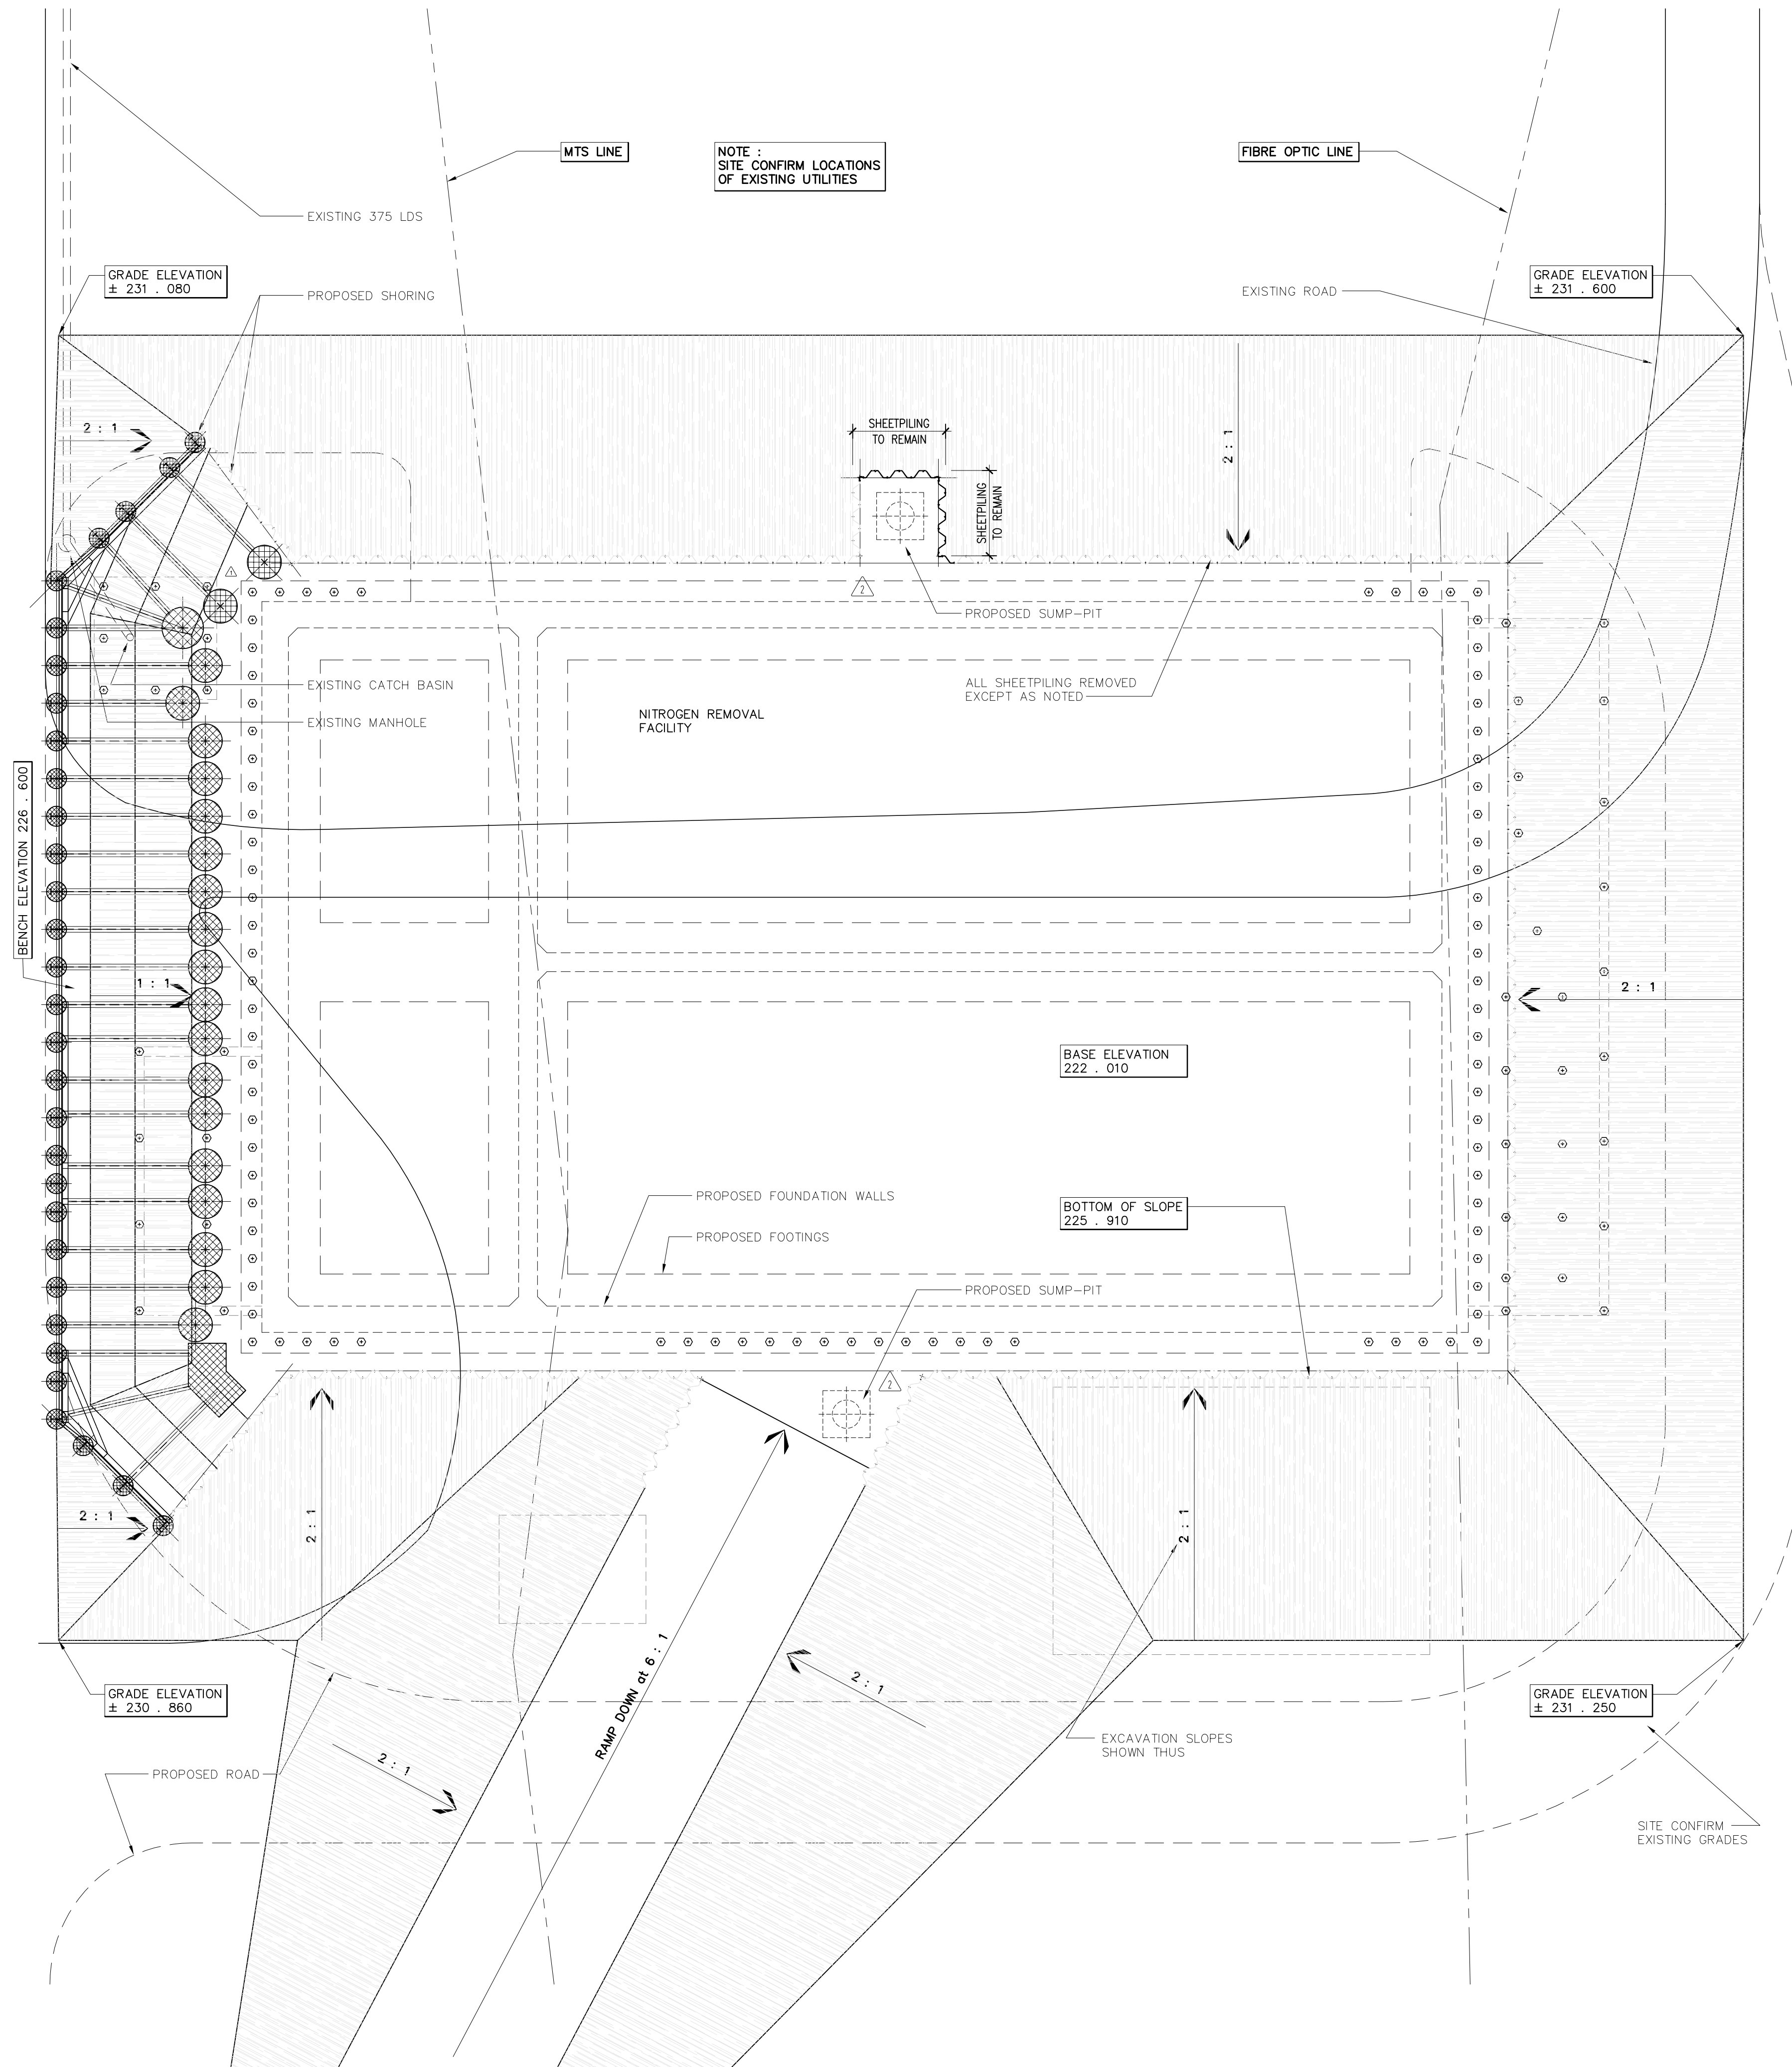 MTS LINE
NOTE :
SITE CONFIRM LOCATIONS
OF EXISTING UTILITIES
FIBRE OPTIC LINE
EXISTING 375 LDS
GRADE ELEVATION
± 231 . 080
PROPOSED SHORING
EXISTING ROAD
GRADE ELEVATION
± 231 . 600
2 : 1
SHEETPILING
TO REMAIN
2 : 1
SHEETPILING
TO REMAIN
1
2
PROPOSED SUMP-PIT
EXISTING CATCH BASIN
ALL SHEETPILING REMOVED
EXCEPT AS NOTED
NITROGEN REMOVAL
FACILITY
EXISTING MANHOLE
BENCH ELEVATION 226 . 600
1 : 1
2 : 1
BASE ELEVATION
222 . 010
PROPOSED FOUNDATION WALLS
BOTTOM OF SLOPE
225 . 910
PROPOSED FOOTINGS
PROPOSED SUMP-PIT
2
2 : 1
2 : 1
2 : 1
RAMP DOWN at 6 : 1
2 : 1
GRADE ELEVATION
± 230 . 860
GRADE ELEVATION
± 231 . 250
2 : 1
EXCAVATION SLOPES
SHOWN THUS
PROPOSED ROAD
SITE CONFIRM
EXISTING GRADES